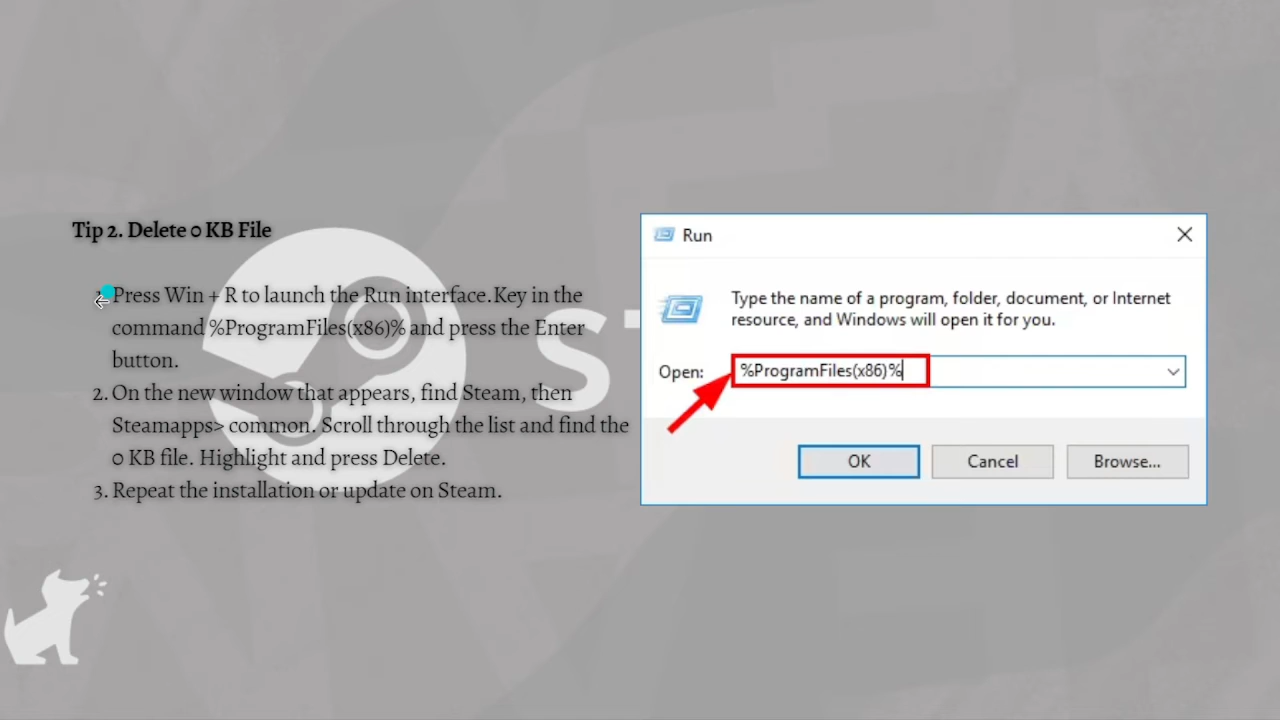 Tip 2. Delete 0 KB File
1. Press Win + R to launch the Run interface.Key in the
command %ProgramFiles(x86)% and press the Enter
button.
2. On the new window that appears, find Steam, then
Steamapps> common. Scroll through the list and find the
0 KB file. Highlight and press Delete.
3. Repeat the installation or update on Steam.
Run
Type the name of a program, folder, document, or Internet
resource, and Windows will open it for you.
Open: %ProgramFiles(x86)%
OK Cancel Browse...